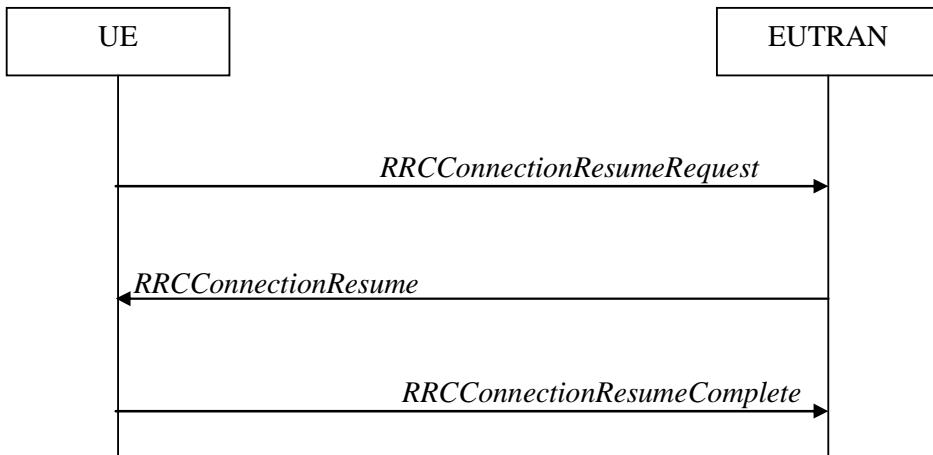 UE
EUTRAN
RRCConnectionResumeRequest
RRCConnectionResume
RRCConnectionResumeComplete